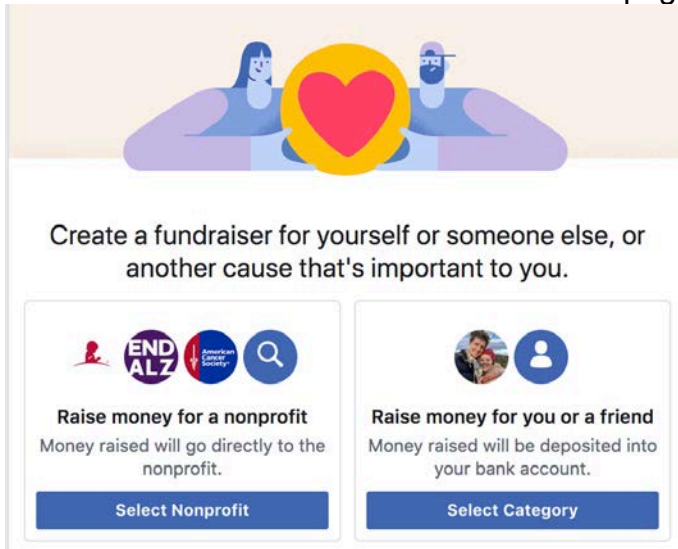 pag
Create a fundraiser for yourself or someone else, or
another cause that's important to you.
END
ALZ
American
Cancer
Society
Raise money for a nonprofit
Money raised will go directly to the
nonprofit.
Select Nonprofit
Raise money for you or a friend
Money raised will be deposited into
your bank account.
Select Category